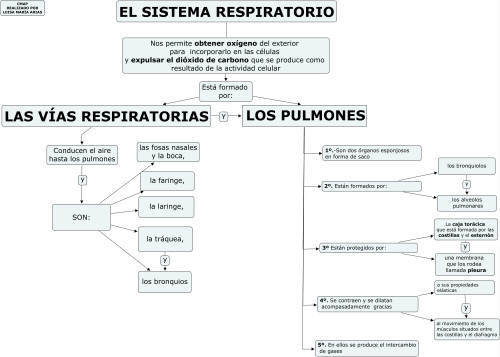 CMAP
REALIZADO POR
LUISA MARÍA ARIAS
EL SISTEMA RESPIRATORIO
Nos permite obtener oxígeno del exterior
para incorporarlo en las células
y expulsar el dióxido de carbono que se produce como
resultado de la actividad celular
Está formado
por:
LAS VÍAS RESPIRATORIAS
y
LOS PULMONES
Conducen el aire
hasta los pulmones
y
SON:
las fosas nasales
y la boca,
la faringe,
la laringe,
la tráquea,
y
los bronquios
1º.-Son dos órganos esponjosos
en forma de saco
2º. Están formados por:
los bronquiolos
y
los alveolos
pulmonares
3º Están protegidos por:
La caja torácica
que está formada por las
costillas y el esternón
y
una membrana
que los rodea
llamada pleura
4º. Se contraen y se dilatan
acompasadamente gracias
a sus propiedades
elásticas
y
al movimiento de los
músculos situados entre
las costillas y el diafragma
5º. En ellos se produce el intercambio
de gases